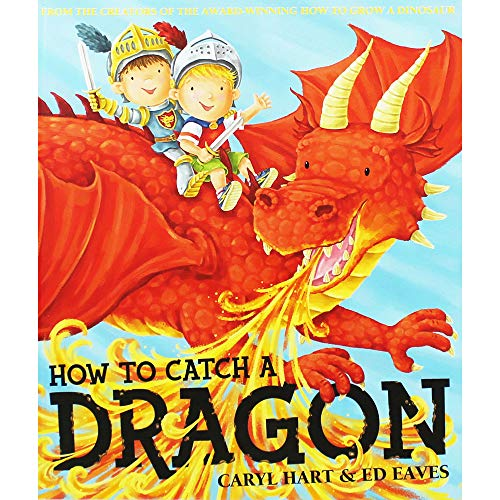 FROM THE CREATORS OF THE AWARD-WINNING HOW TO GROW A DINOSAUR
HOW TO CATCH A
DRAGON
CARYL HART & ED EAVES